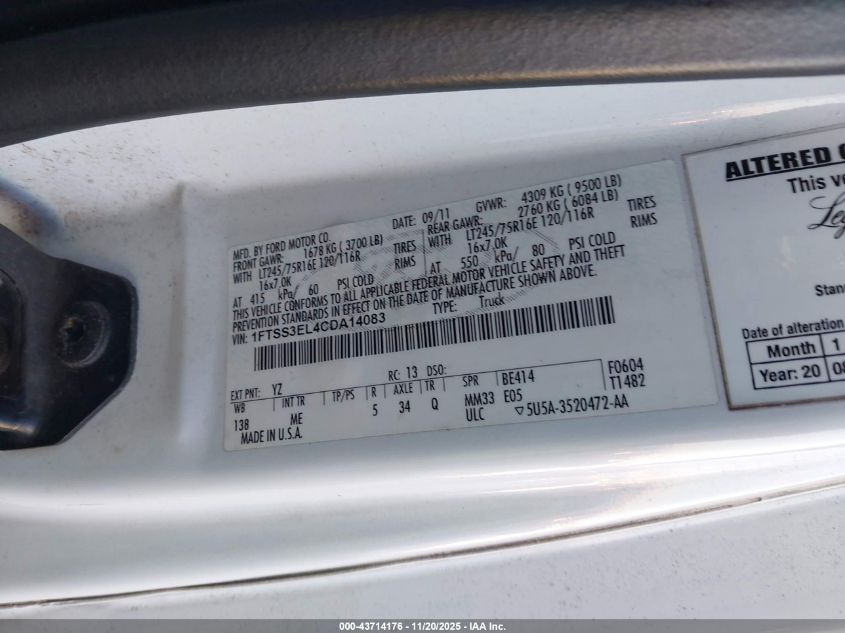 MFD. BY FORD MOTOR CO.
DATE: 09/11 GVWR: 4309 KG ( 9500 LB)
FRONT GAWR: 1678 KG ( 3700 LB) REAR GAWR: 2760 KG ( 6084 LB)
WITH LT245/75R16E 120/116R TIRES WITH LT245/75R16E 120/116R TIRES
16x7.0K RIMS 16x7.0K RIMS
AT 415 kPa/ 60 PSI COLD AT 550 kPa/ 80 PSI COLD
THIS VEHICLE CONFORMS TO ALL APPLICABLE FEDERAL MOTOR VEHICLE SAFETY AND THEFT
PREVENTION STANDARDS IN EFFECT ON THE DATE OF MANUFACTURE SHOWN ABOVE.
VIN: 1FTSS3EL4CDA14083 TYPE: Truck
EXT PNT: YZ RC: 13 DSO:
WB INT TR TP/PS R AXLE TR SPR BE414 F0604
138 ME 5 34 Q MM33 E05 T1482
MADE IN U.S.A. ULC ▽5U5A-3520472-AA
ALTERED
This
Date of alteration
Month 1
Year: 20 0
000-43714176 - 11/20/2025 - IAA Inc.